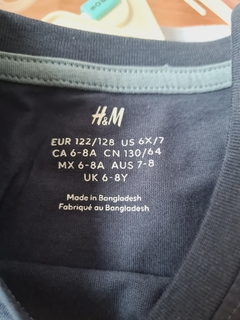 H&M
EUR 122/128 US 6X/7
CA 6-8A CN 130/64
MX 6-8A AUS 7-8
UK 6-8Y
Made in Bangladesh
Fabriqué au Bangladesh